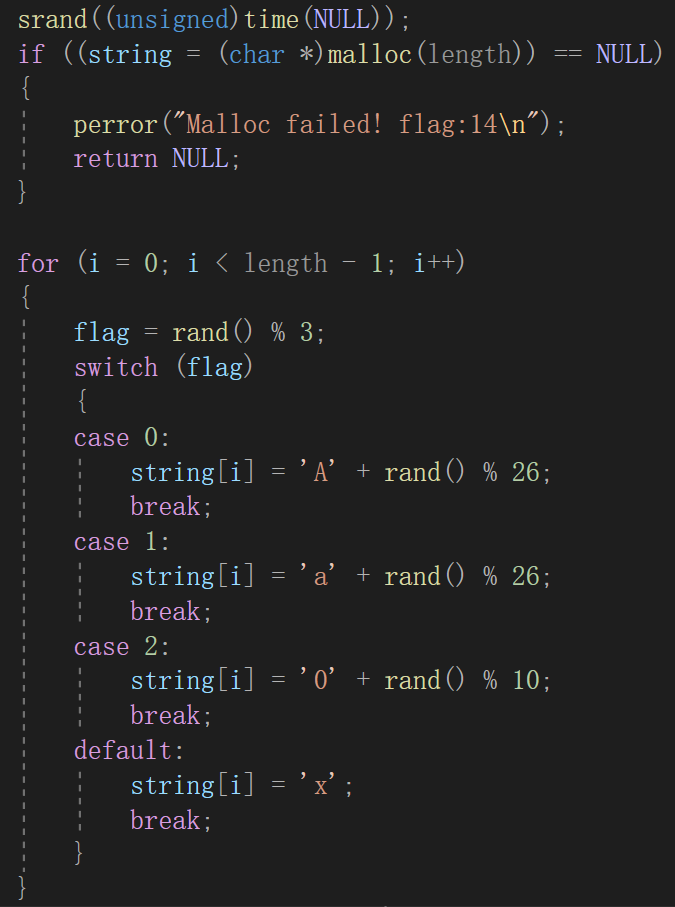 srand((unsigned)time(NULL));
if ((string = (char *)malloc(length)) == NULL)
{
    perror("Malloc failed! flag:14\n");
    return NULL;
}

for (i = 0; i < length - 1; i++)
{
    flag = rand() % 3;
    switch (flag)
    {
    case 0:
        string[i] = 'A' + rand() % 26;
        break;
    case 1:
        string[i] = 'a' + rand() % 26;
        break;
    case 2:
        string[i] = '0' + rand() % 10;
        break;
    default:
        string[i] = 'x';
        break;
    }
}